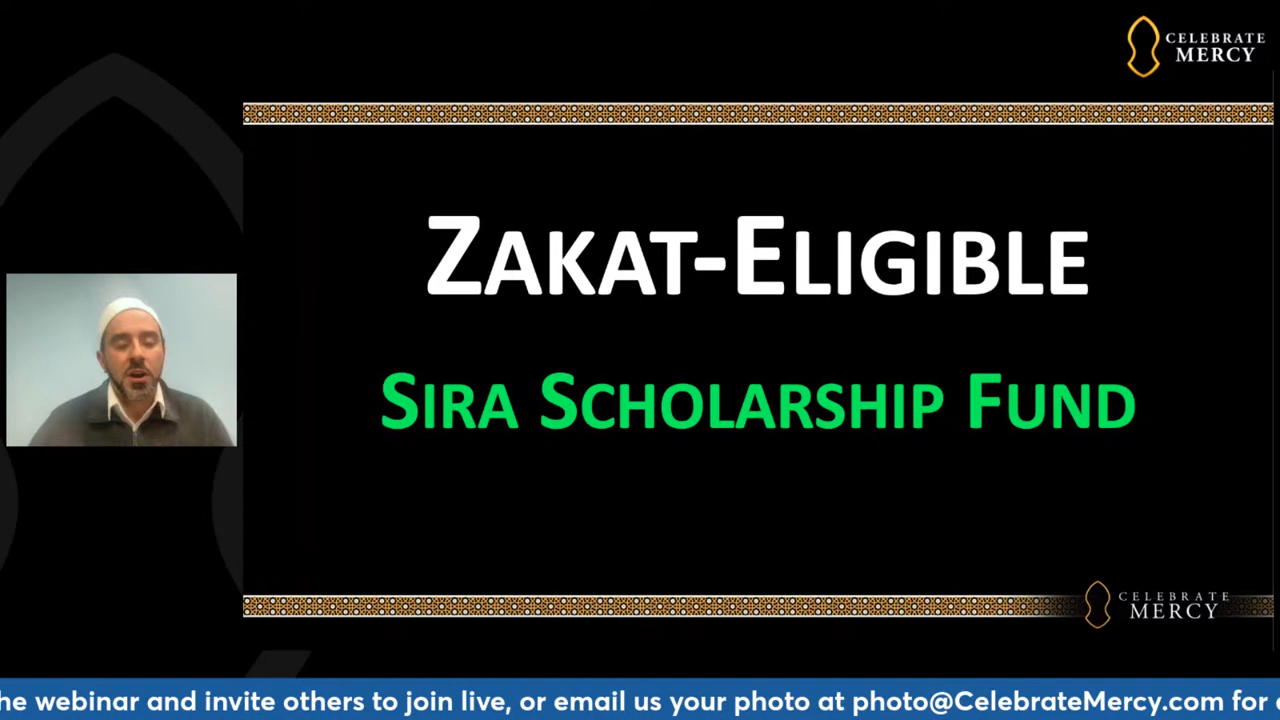 CELEBRATE
MERCY
ZAKAT-ELIGIBLE
SIRA SCHOLARSHIP FUND
CELEBRATE
MERCY
he webinar and invite others to join live, or email us your photo at photo@CelebrateMercy.com for